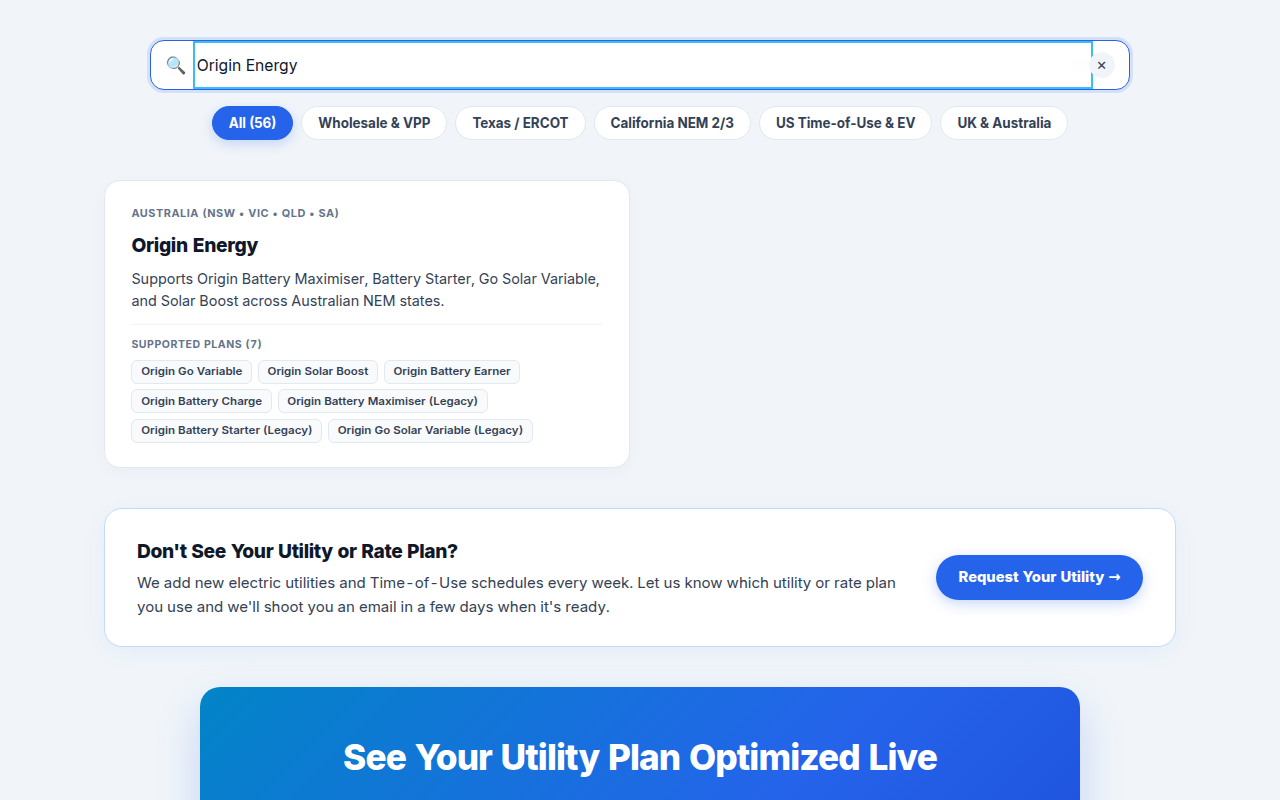 Origin Energy
All (56)
Wholesale & VPP
Texas / ERCOT
California NEM 2/3
US Time-of-Use & EV
UK & Australia
AUSTRALIA (NSW • VIC • QLD • SA)
Origin Energy
Supports Origin Battery Maximiser, Battery Starter, Go Solar Variable,
and Solar Boost across Australian NEM states.
SUPPORTED PLANS (7)
Origin Go Variable
Origin Solar Boost
Origin Battery Earner
Origin Battery Charge
Origin Battery Maximiser (Legacy)
Origin Battery Starter (Legacy)
Origin Go Solar Variable (Legacy)
Don't See Your Utility or Rate Plan?
We add new electric utilities and Time-of-Use schedules every week. Let us know which utility or rate plan
you use and we'll shoot you an email in a few days when it's ready.
Request Your Utility →
See Your Utility Plan Optimized Live